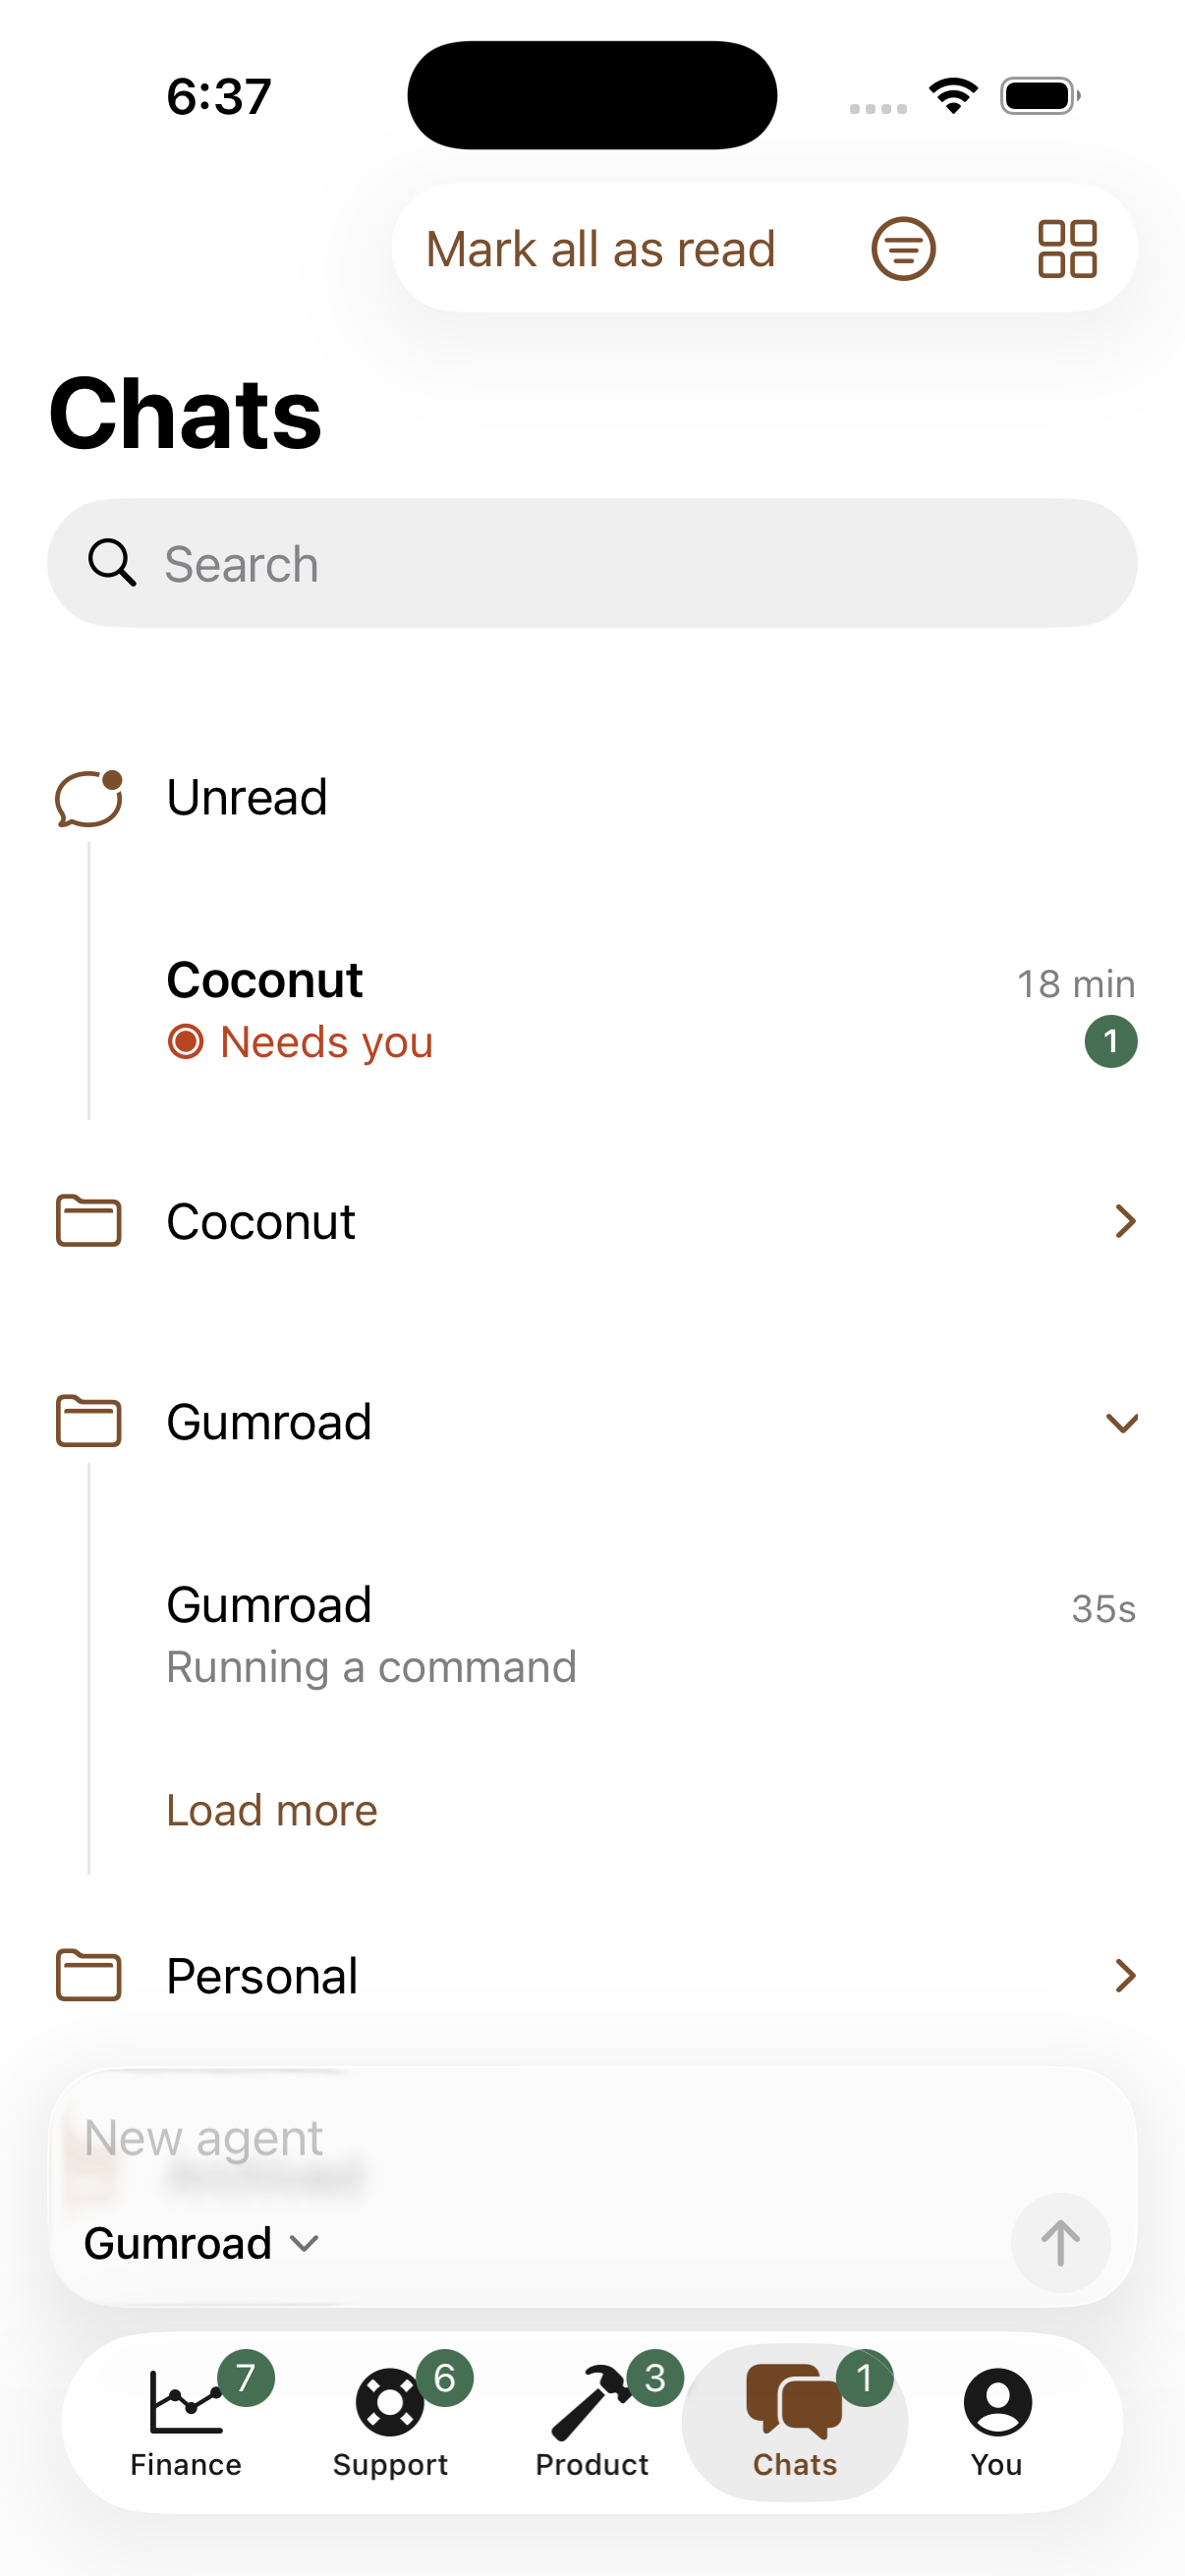 6:37
Mark all as read
Chats
Search
Unread
Coconut
18 min
Needs you
1
Coconut
Gumroad
Gumroad
35s
Running a command
Load more
Personal
New agent
Gumroad
7
6
3
1
Finance
Support
Product
Chats
You